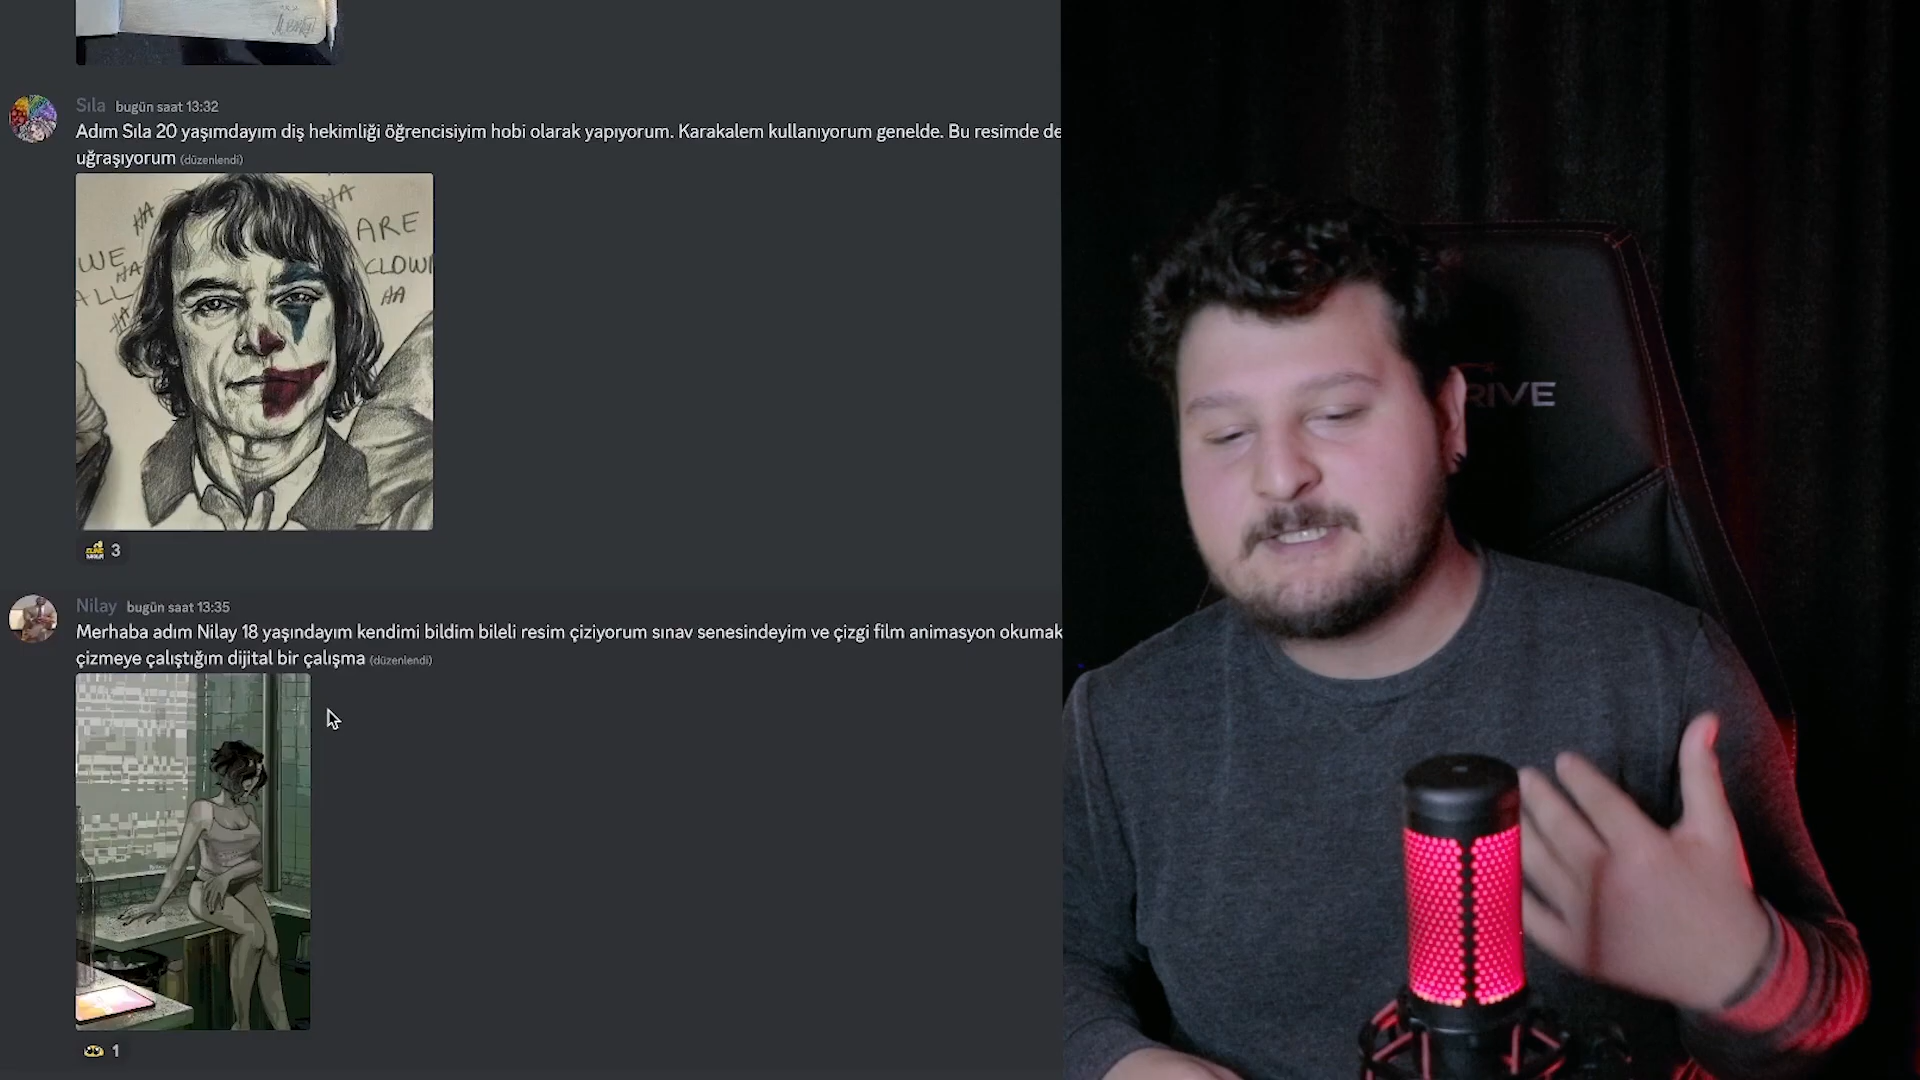 Sıla bugün saat 13:32
Adım Sıla 20 yaşımdayım diş hekimliği öğrencisiyim hobi olarak yapıyorum. Karakalem kullanıyorum genelde. Bu resimde de
uğraşıyorum (düzenlendi)
HA
HA
ARE
WE
HA
CLOW
ALL
HA
HA
3
Nilay bugün saat 13:35
Merhaba adım Nilay 18 yaşındayım kendimi bildim bileli resim çiziyorum sınav senesindeyim ve çizgi film animasyon okumak
çizmeye çalıştığım dijital bir çalışma (düzenlendi)
1
RIVE